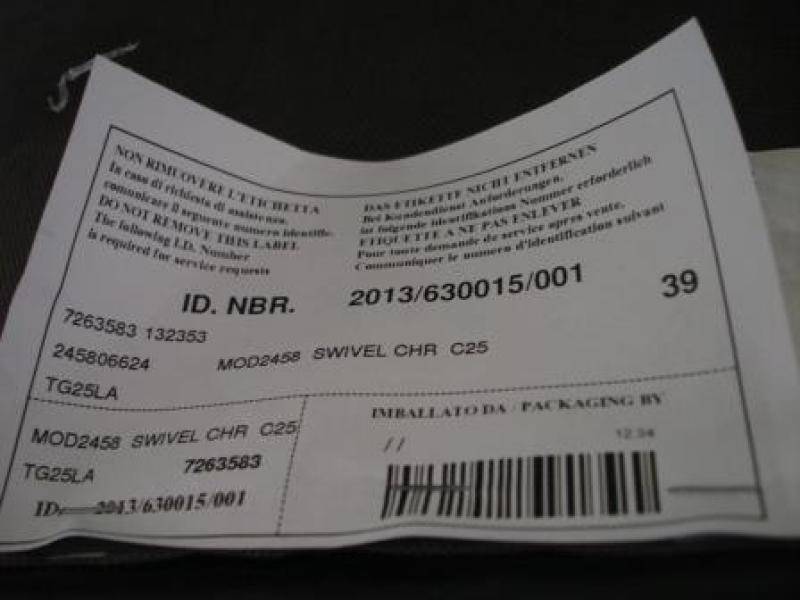 NON RIMUOVERE L'ETICHETTA
In caso di richiesta di assistenza,
comunicare il seguente numero identific.
DO NOT REMOVE THIS LABEL
The following I.D. Number
is required for service requests
DAS ETIKETTE NICHT ENTFERNEN
Bei Kundendienst Anforderungen,
ist folgende identifikations Nummer erforderlich
ETIQUETTE A NE PAS ENLEVER
Pour toute demande de service apres vente,
Communiquer le numero d'identification suivant
ID. NBR. 2013/630015/001 39
7263583 132353
245806624 MOD2458 SWIVEL CHR C25
TG25LA
MOD2458 SWIVEL CHR C25
TG25LA 7263583
ID. 2013/630015/001
IMBALLATO DA / PACKAGING BY
/ / 12.34